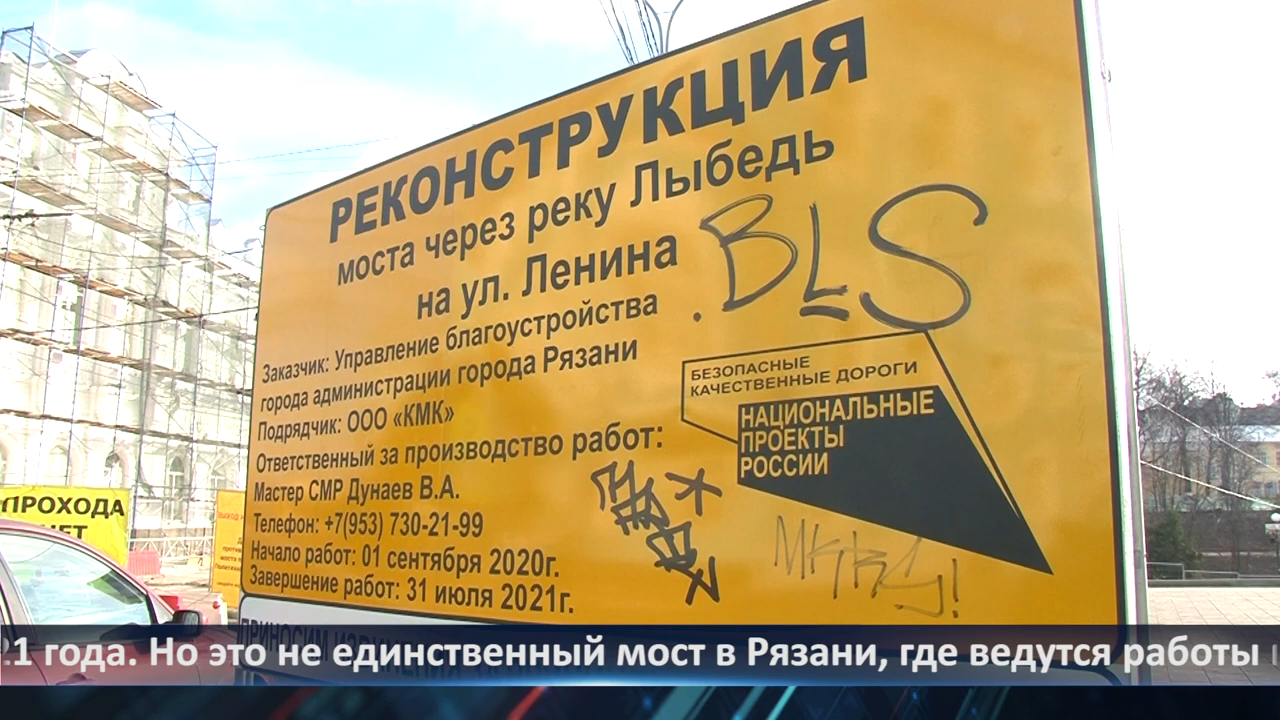 РЕКОНСТРУКЦИЯ
моста через реку Лыбедь
на ул. Ленина
.BLS
Заказчик: Управление благоустройства
города администрации города Рязани
Подрядчик: ООО «КМК»
Ответственный за производство работ:
Мастер СМР Дунаев В.А.
Телефон: +7(953) 730-21-99
Начало работ: 01 сентября 2020г.
Завершение работ: 31 июля 2021г.
БЕЗОПАСНЫЕ
КАЧЕСТВЕННЫЕ ДОРОГИ
НАЦИОНАЛЬНЫЕ
ПРОЕКТЫ
РОССИИ
ПРОХОДА
НЕТ
ПРИНОСИМ ИЗВИНЕНИЯ
1 года. Но это не единственный мост в Рязани, где ведутся работы